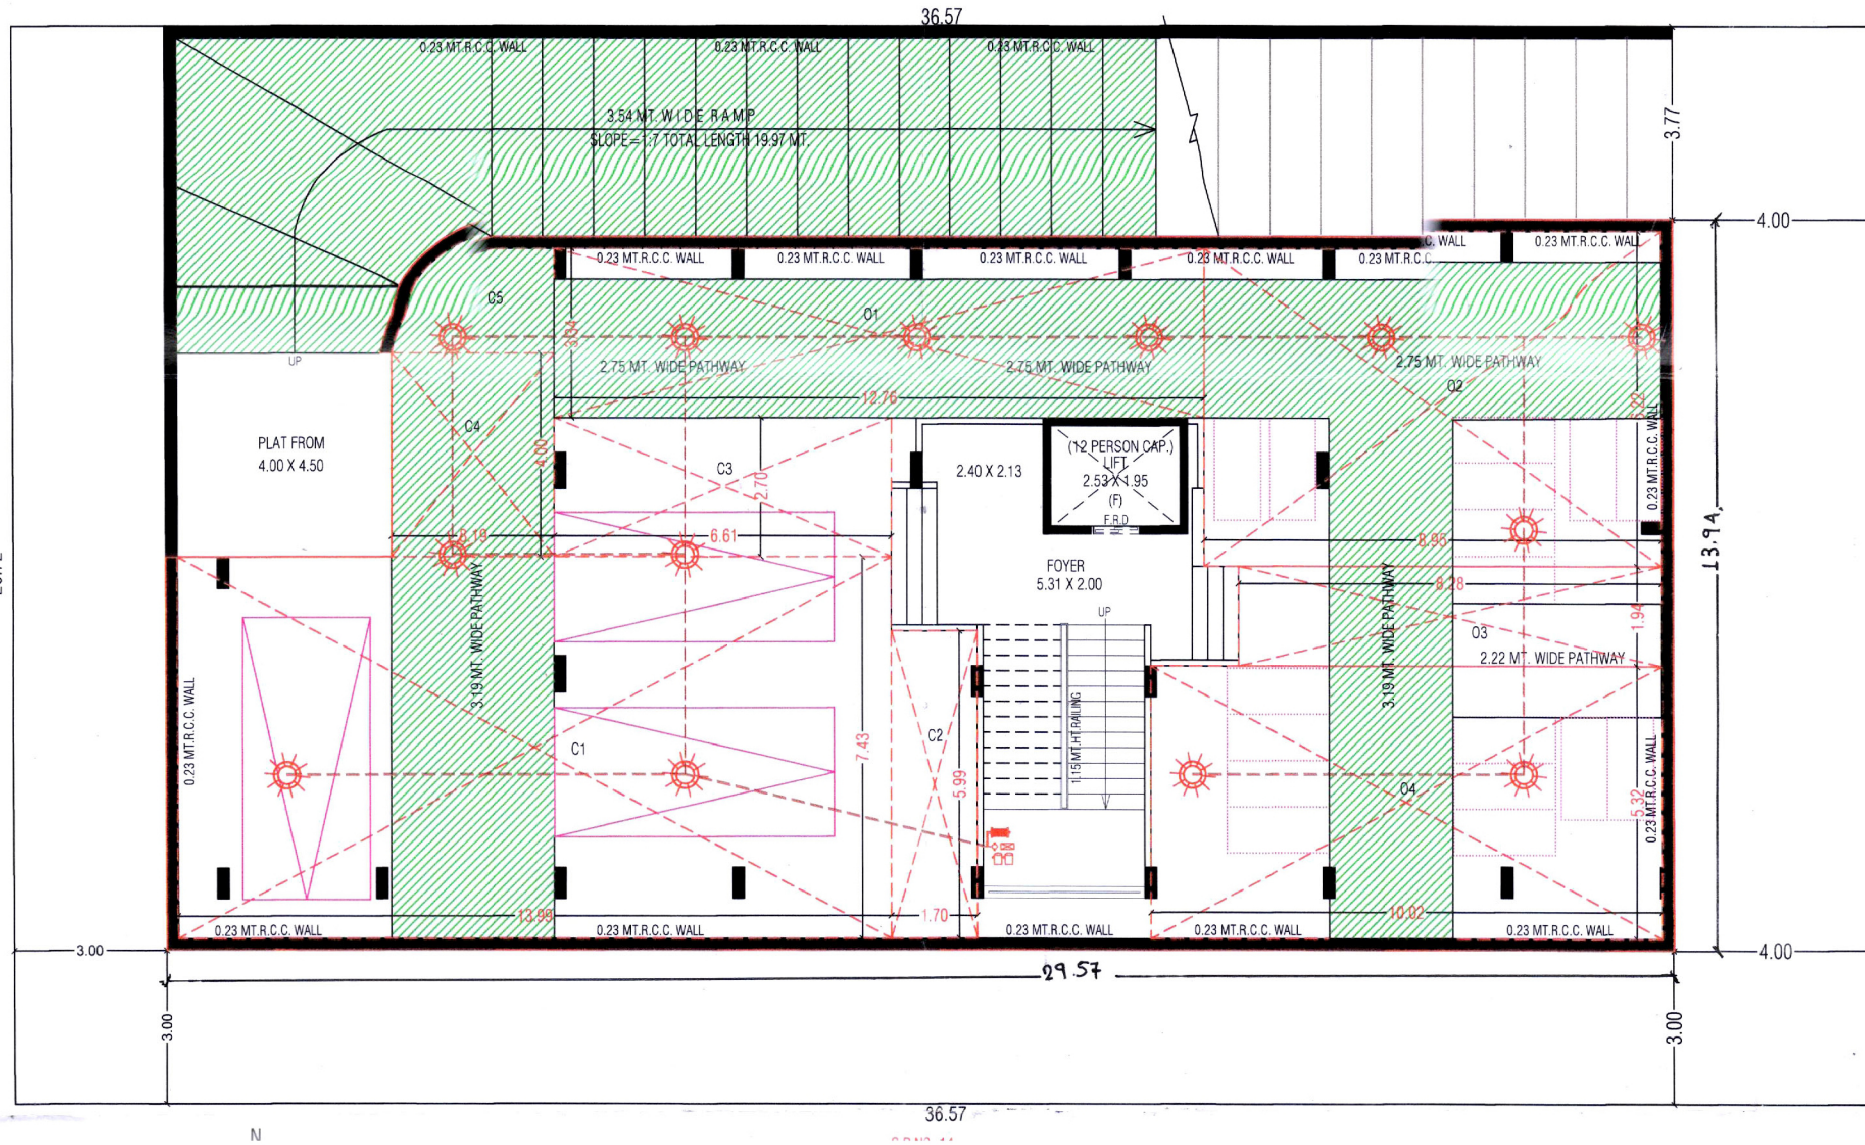 36.57
0.23 MT.R.C.C. WALL
0.23 MT.R.C.C. WALL
0.23 MT.R.C.C. WALL
3.54 MT. WIDE RAMP
SLOPE=1:7 TOTAL LENGTH 19.97 MT.
3.77
4.00
0.23 MT.R.C.C. WALL
0.23 MT.R.C.C. WALL
0.23 MT.R.C.C. WALL
0.23 MT.R.C.C. WALL
0.23 MT.R.C.C.
C. WALL
0.23 MT.R.C.C. WALL
C5
O1
3.34
UP
2.75 MT. WIDE PATHWAY
2.75 MT. WIDE PATHWAY
2.75 MT. WIDE PATHWAY
O2
12.76
C4
4.00
PLAT FROM
4.00 X 4.50
C3
2.70
2.40 X 2.13
(12 PERSON CAP.)
LIFT
2.53 X 1.95
(F)
F.R.D
0.23 MT.R.C.C. WALL
6.61
8.95
13.94
FOYER
5.31 X 2.00
8.28
UP
3.19 MT. WIDE PATHWAY
3.19 MT. WIDE PATHWAY
1.94
O3
2.22 MT. WIDE PATHWAY
0.23 MT.R.C.C. WALL
C1
7.43
C2
5.99
1.15 MT.HT.RAILING
O4
5.32
0.23 MT.R.C.C. WALL
13.99
1.70
10.02
0.23 MT.R.C.C. WALL
0.23 MT.R.C.C. WALL
0.23 MT.R.C.C. WALL
0.23 MT.R.C.C. WALL
0.23 MT.R.C.C. WALL
3.00
4.00
29.57
3.00
3.00
36.57
N